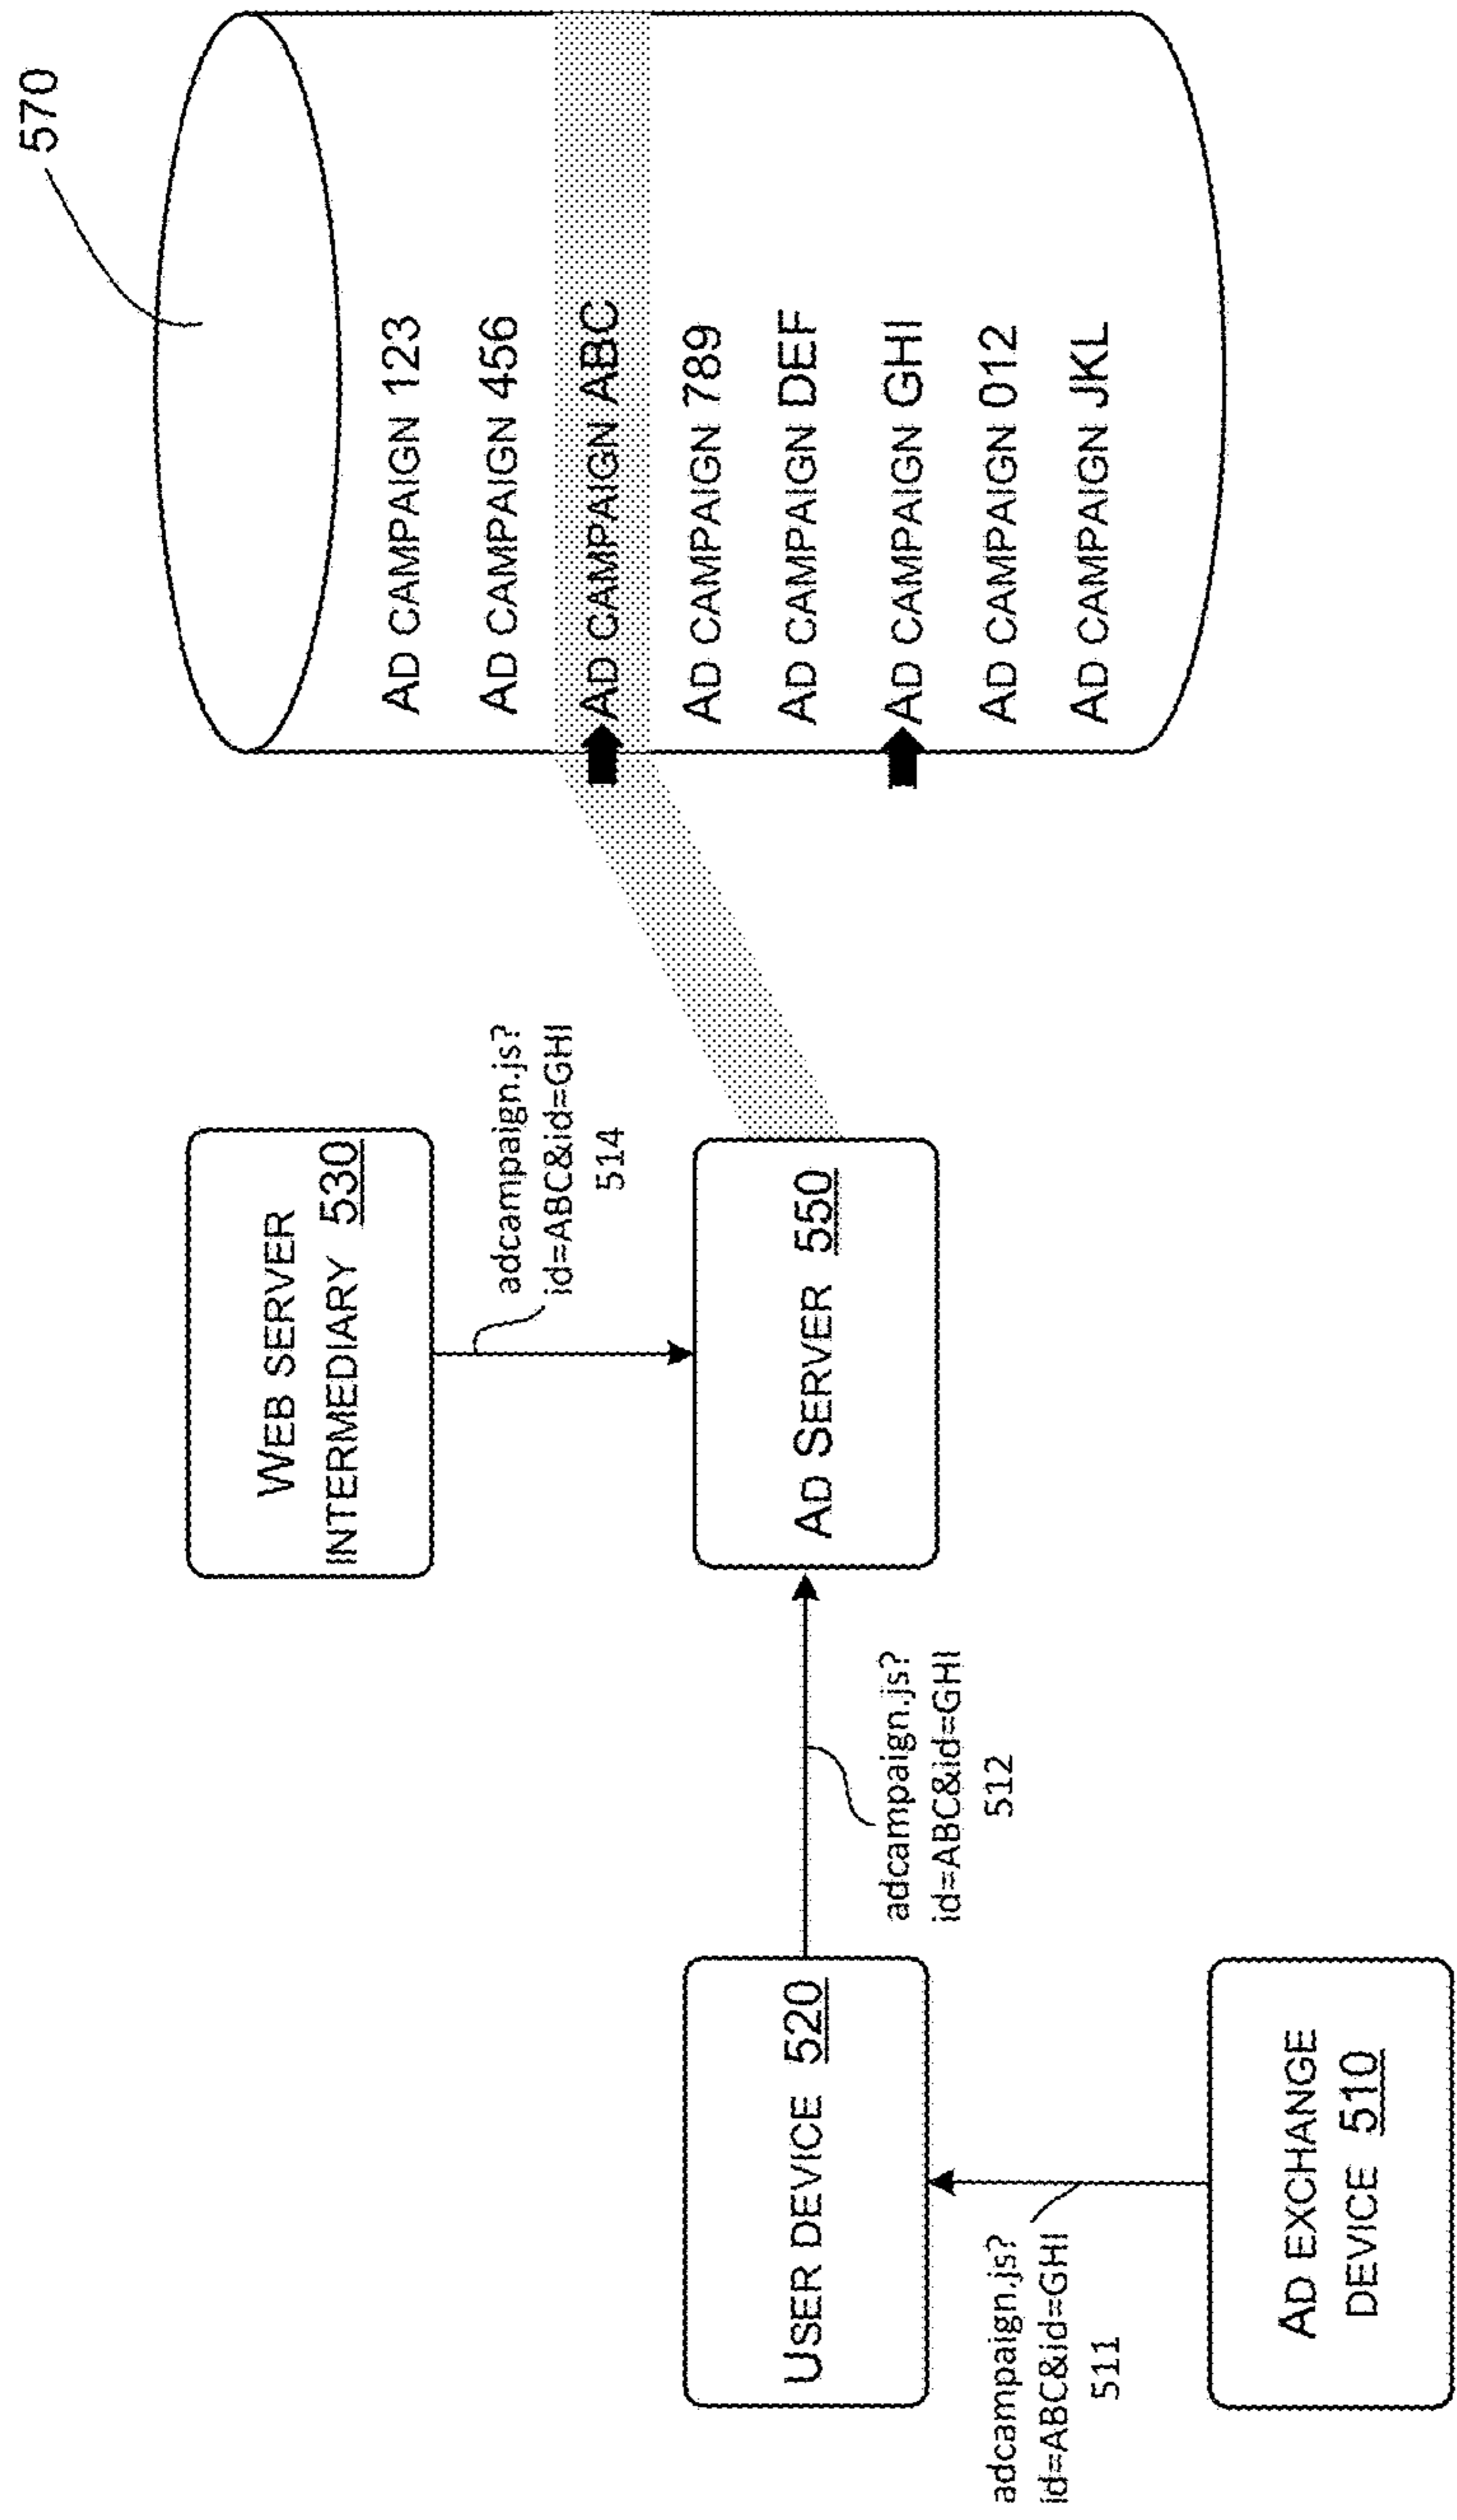 570
WEB SERVER
INTERMEDIARY 530
adcampaign.js?
id=ABC&id=GHI
514
AD CAMPAIGN 123
AD CAMPAIGN 456
AD CAMPAIGN ABC
AD CAMPAIGN 789
AD CAMPAIGN DEF
AD CAMPAIGN GHI
AD CAMPAIGN 012
AD CAMPAIGN JKL
USER DEVICE 520
adcampaign.js?
id=ABC&id=GHI
512
AD SERVER 550
adcampaign.js?
id=ABC&id=GHI
511
AD EXCHANGE
DEVICE 510